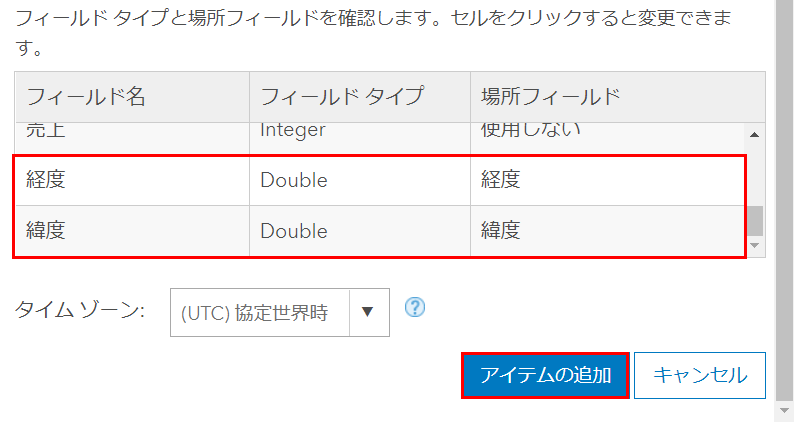 フィールド タイプと場所フィールドを確認します。セルをクリックすると変更できま
す。
フィールド名 フィールド タイプ 場所フィールド
売上 Integer 使用しない
経度 Double 経度
緯度 Double 緯度
タイム ゾーン: (UTC) 協定世界時
アイテムの追加 キャンセル